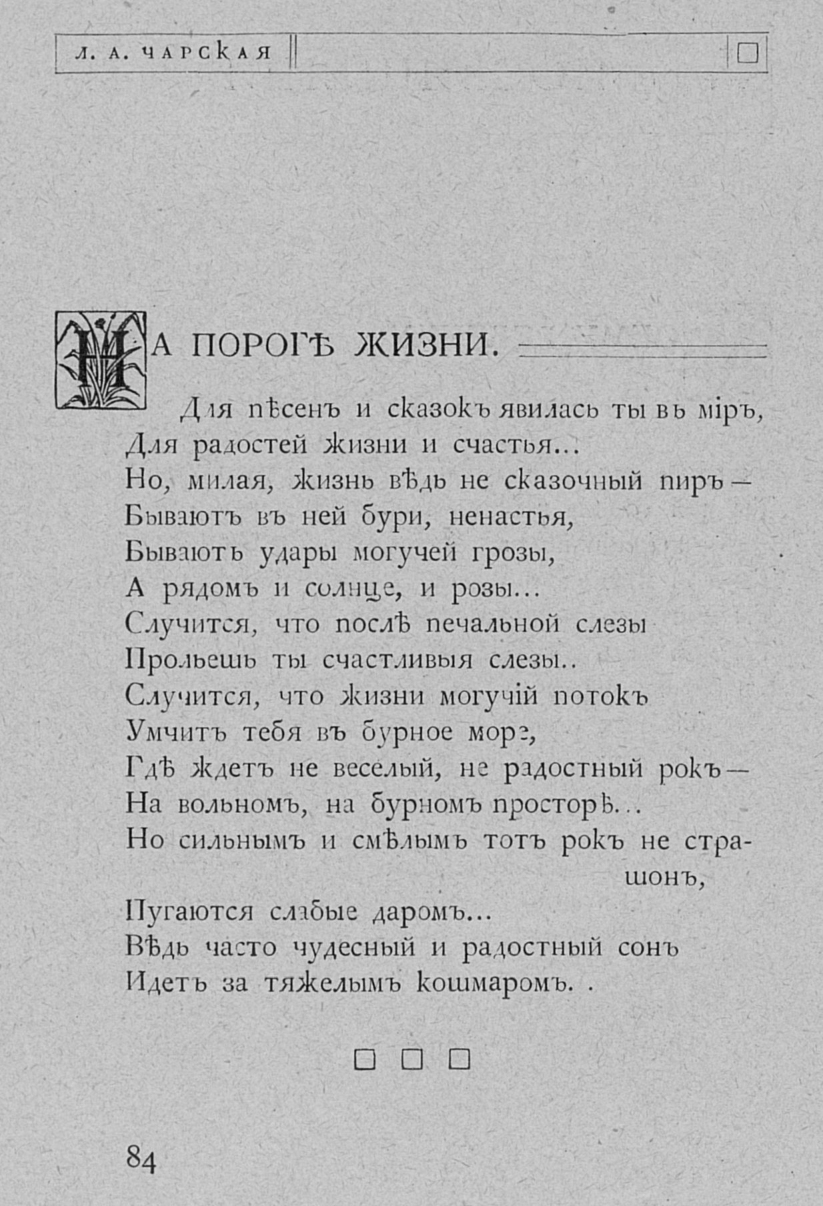 Л. А. ЧАРСКАЯ
НА ПОРОГѢ ЖИЗНИ.
Для пѣсенъ и сказокъ явилась ты въ міръ,
Для радостей жизни и счастья...
Но, милая, жизнь вѣдь не сказочный пиръ —
Бываютъ въ ней бури, ненастья,
Бываютъ удары могучей грозы,
А рядомъ и солнце, и розы...
Случится, что послѣ печальной слезы
Прольешь ты счастливыя слезы..
Случится, что жизни могучій потокъ
Умчитъ тебя въ бурное море,
Гдѣ ждетъ не веселый, не радостный рокъ —
На вольномъ, на бурномъ просторѣ...
Но сильнымъ и смѣлымъ тотъ рокъ не стра-
шонъ,
Пугаются слабые даромъ...
Вѣдь часто чудесный и радостный сонъ
Идетъ за тяжелымъ кошмаромъ. .
84